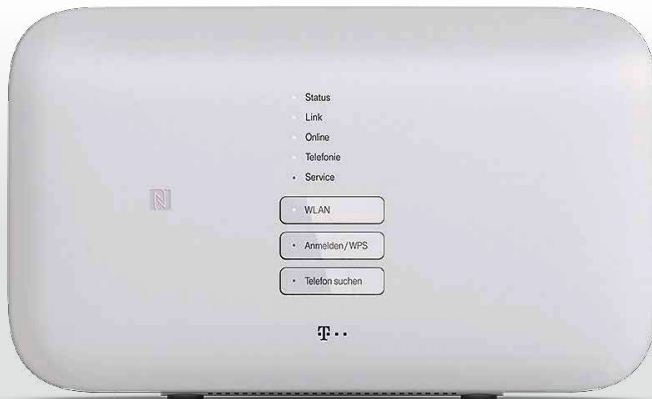 Status
Link
Online
Telefonie
Service
WLAN
Anmelden/WPS
Telefon suchen
T